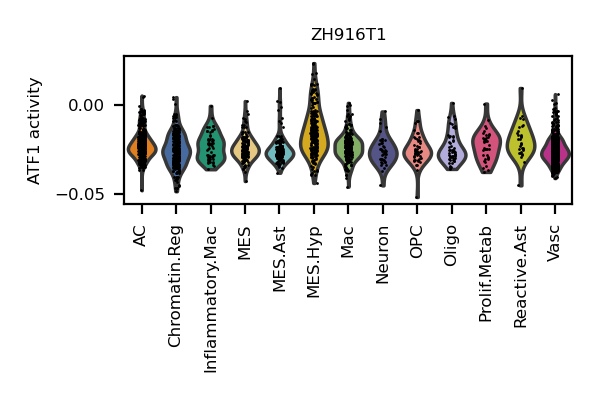 ZH916T1
ATF1 activity
0.00
−0.05
AC
Chromatin.Reg
Inflammatory.Mac
MES
MES.Ast
MES.Hyp
Mac
Neuron
OPC
Oligo
Prolif.Metab
Reactive.Ast
Vasc